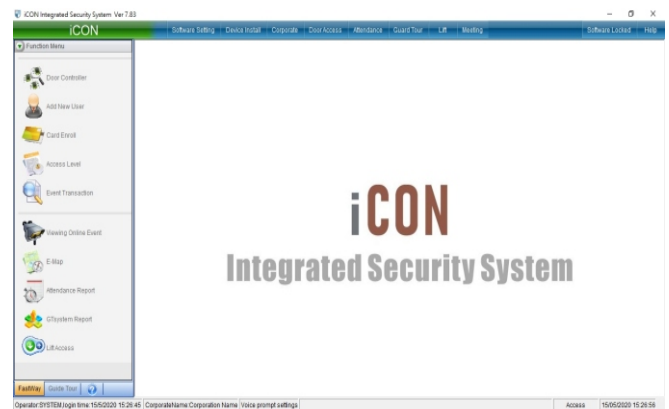 iCON Integrated Security System Ver 7.83
iCON
Software Setting Device Install Corporate Door Access Attendance Guard Tour Lift Meeting Software Locked Help
Function Menu
Door Controller
Add New User
Card Enroll
Access Level
Event Transaction
Viewing Online Event
E-Map
Attendance Report
GTsystem Report
Lift Access
iCON
Integrated Security System
FastWay Guide Tour
Operator:SYSTEM,login time:15/5/2020 15:26:45 CorporateName:Corporation Name Voice prompt settings Access 15/05/2020 15:26:56